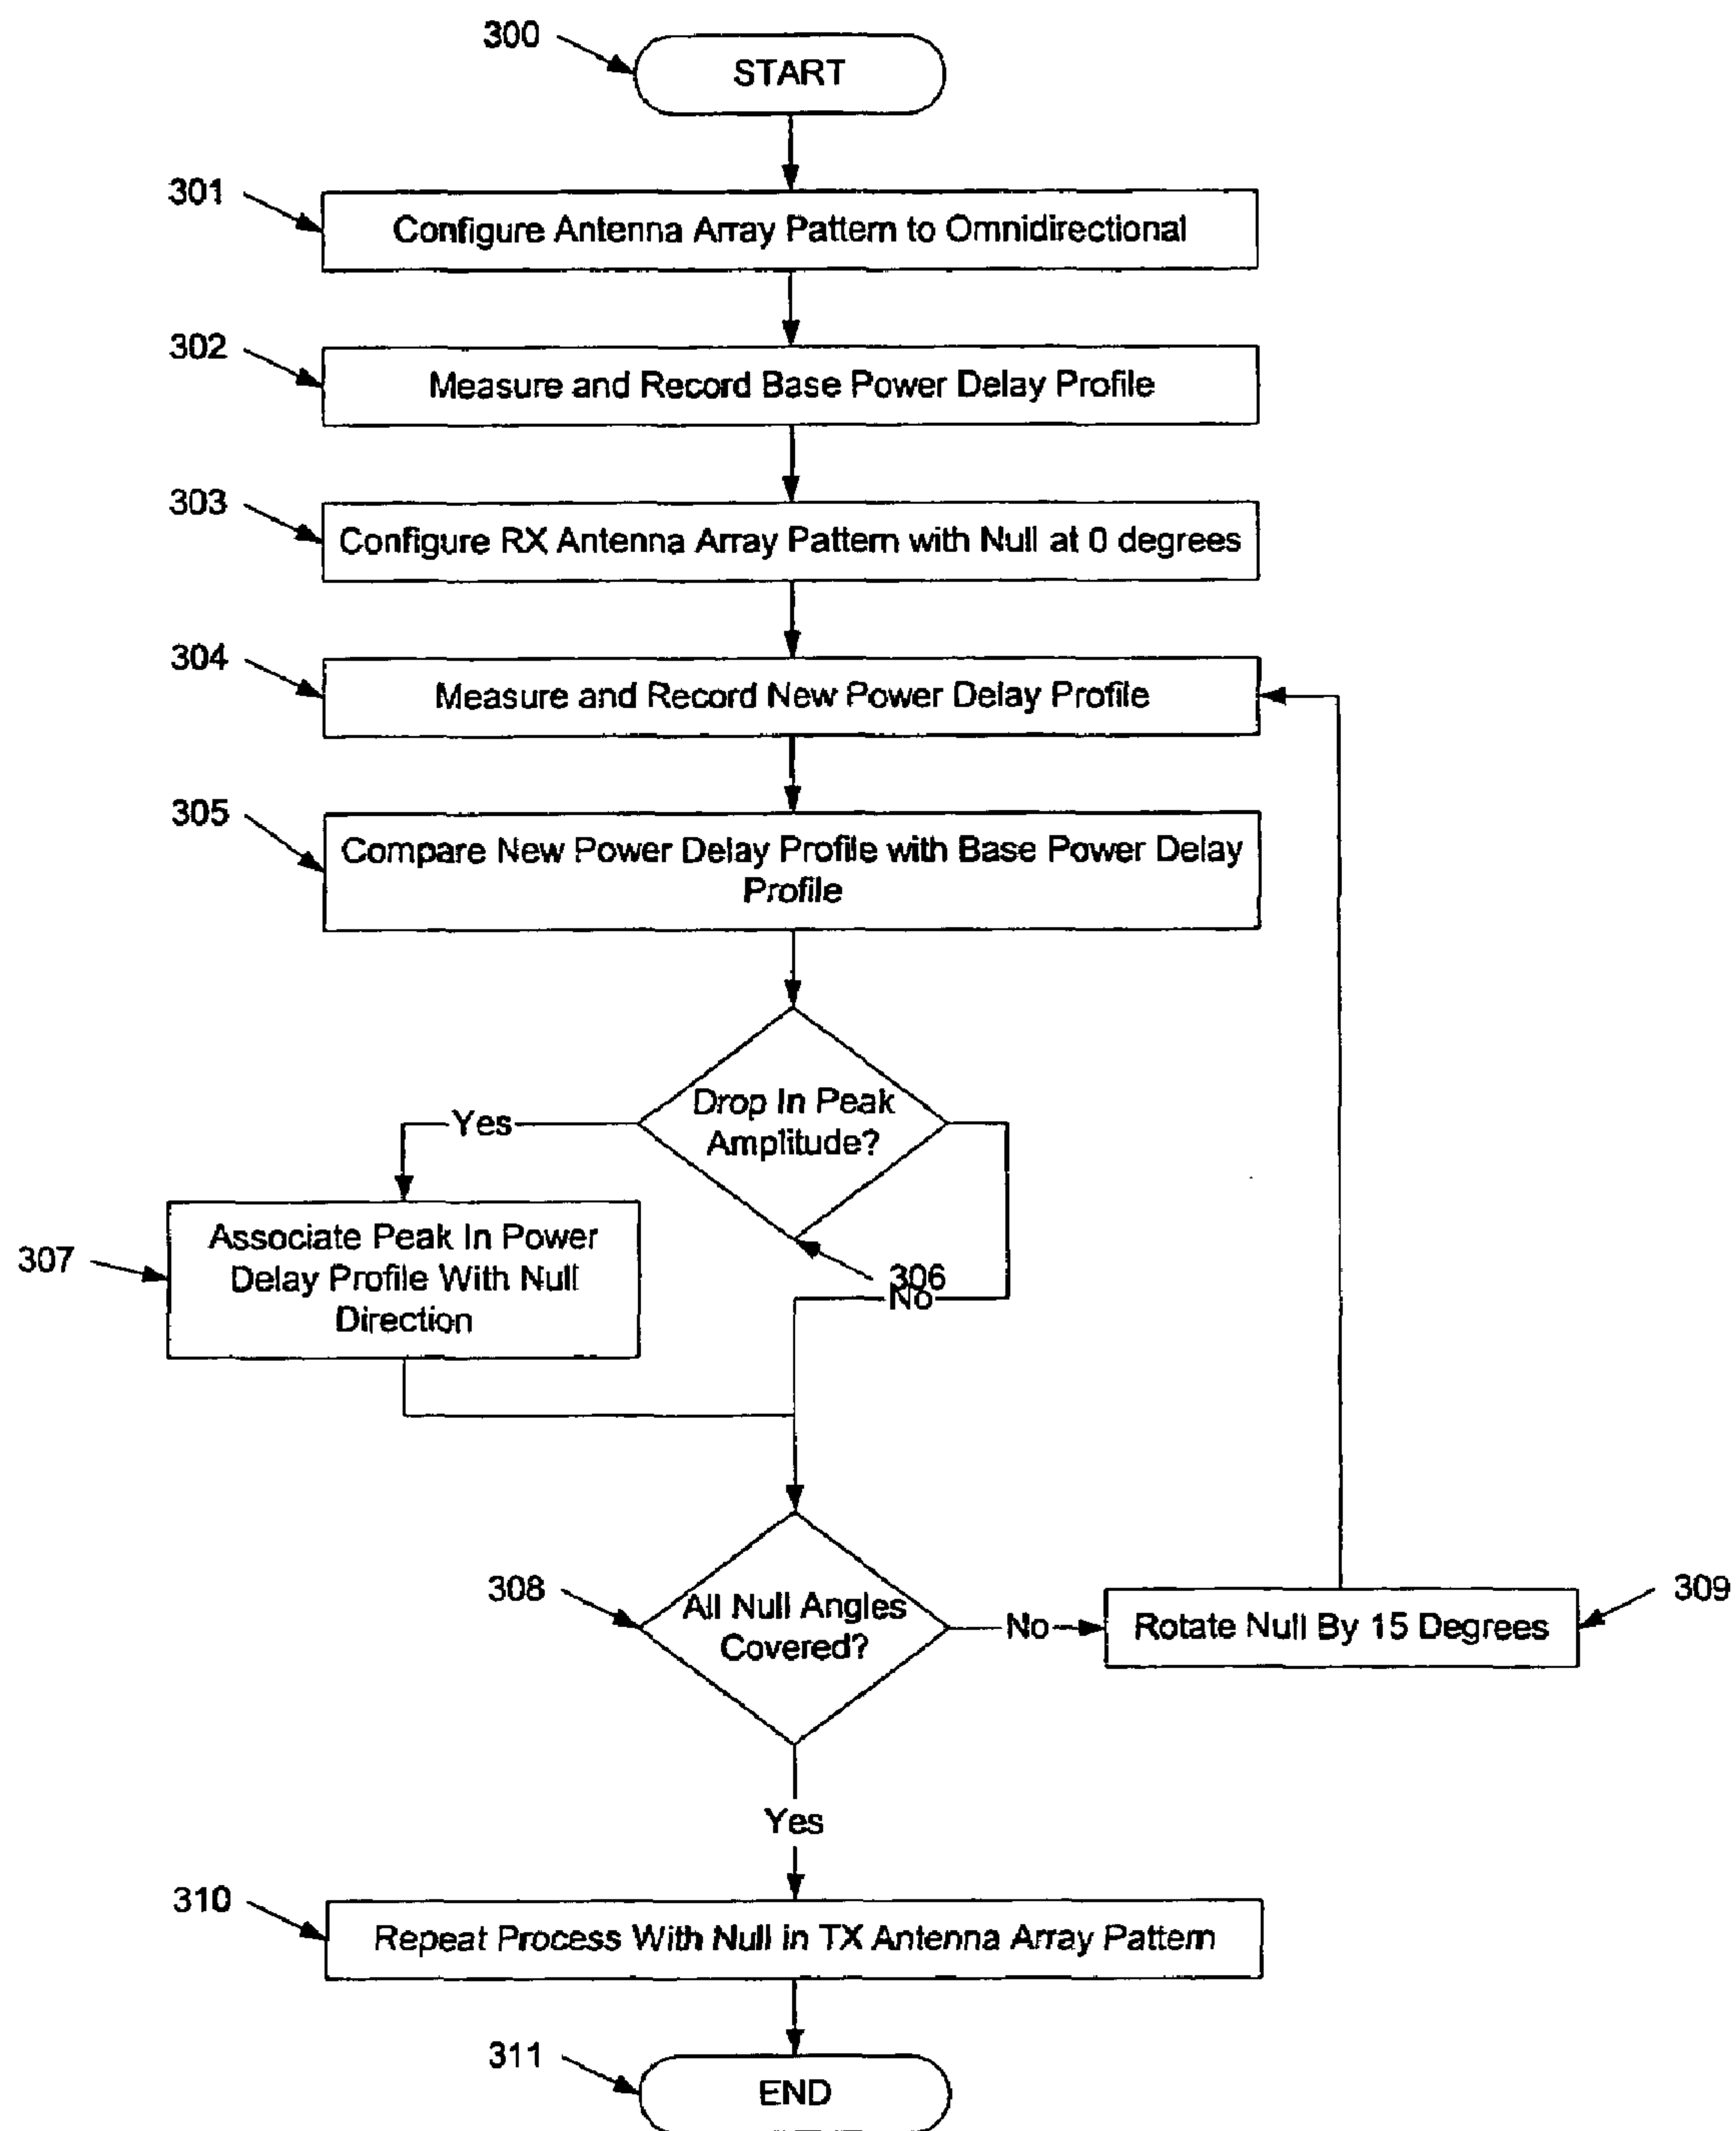 300
START
301
Configure Antenna Array Pattern to Omnidirectional
302
Measure and Record Base Power Delay Profile
303
Configure RX Antenna Array Pattern with Null at 0 degrees
304
Measure and Record New Power Delay Profile
305
Compare New Power Delay Profile with Base Power Delay
Profile
Drop In Peak
Amplitude?
Yes
306
No
307
Associate Peak In Power
Delay Profile With Null
Direction
308
All Null Angles
Covered?
No
Rotate Null By 15 Degrees
309
Yes
310
Repeat Process With Null in TX Antenna Array Pattern
311
END